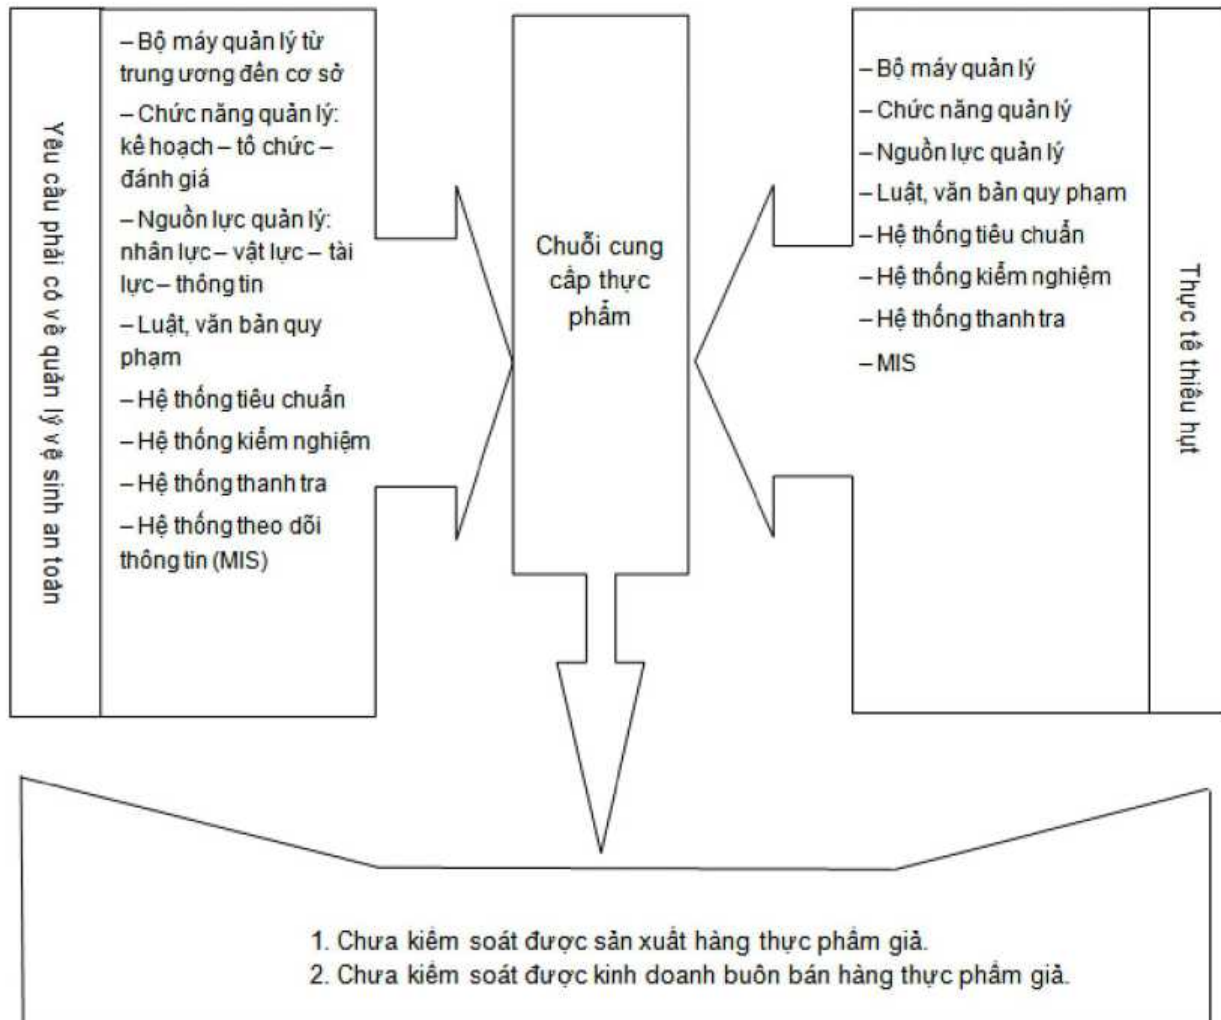 Yêu cầu phải có về quản lý vệ sinh an toàn
– Bộ máy quản lý từ
trung ương đến cơ sở
– Chức năng quản lý:
kế hoạch – tổ chức –
đánh giá
– Nguồn lực quản lý:
nhân lực – vật lực – tài
lực – thông tin
– Luật, văn bản quy
phạm
– Hệ thống tiêu chuẩn
– Hệ thống kiểm nghiệm
– Hệ thống thanh tra
– Hệ thống theo dõi
thông tin (MIS)
Chuỗi cung
cấp thực
phẩm
– Bộ máy quản lý
– Chức năng quản lý
– Nguồn lực quản lý
– Luật, văn bản quy phạm
– Hệ thống tiêu chuẩn
– Hệ thống kiểm nghiệm
– Hệ thống thanh tra
– MIS
Thực tế thiếu hụt
1. Chưa kiểm soát được sản xuất hàng thực phẩm giả.
2. Chưa kiểm soát được kinh doanh buôn bán hàng thực phẩm giả.